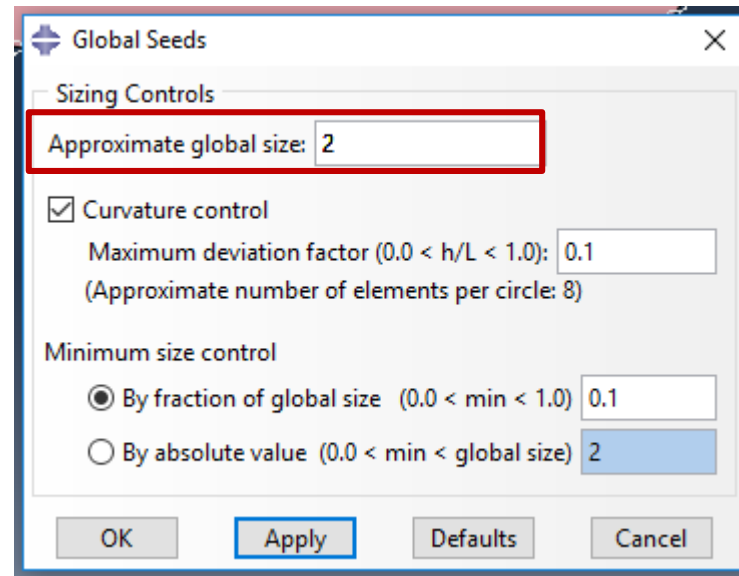 Global Seeds
Sizing Controls
Approximate global size: 2
Curvature control
Maximum deviation factor (0.0 < h/L < 1.0): 0.1
(Approximate number of elements per circle: 8)
Minimum size control
By fraction of global size (0.0 < min < 1.0) 0.1
By absolute value (0.0 < min < global size) 2
OK Apply Defaults Cancel